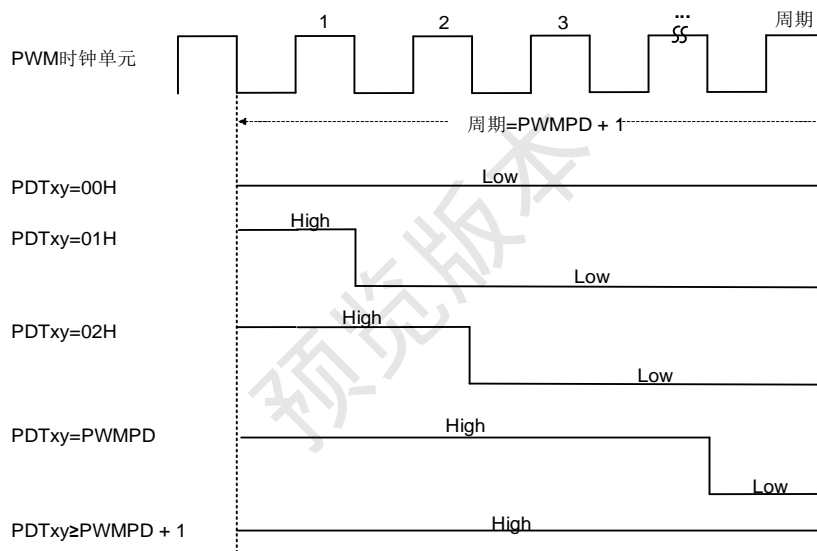 1 2 3 ... 周期
PWM时钟单元
周期=PWMPD + 1
PDTxy=00H Low
PDTxy=01H High Low
PDTxy=02H High Low
PDTxy=PWMPD High Low
PDTxy≥PWMPD + 1 High
预览版本